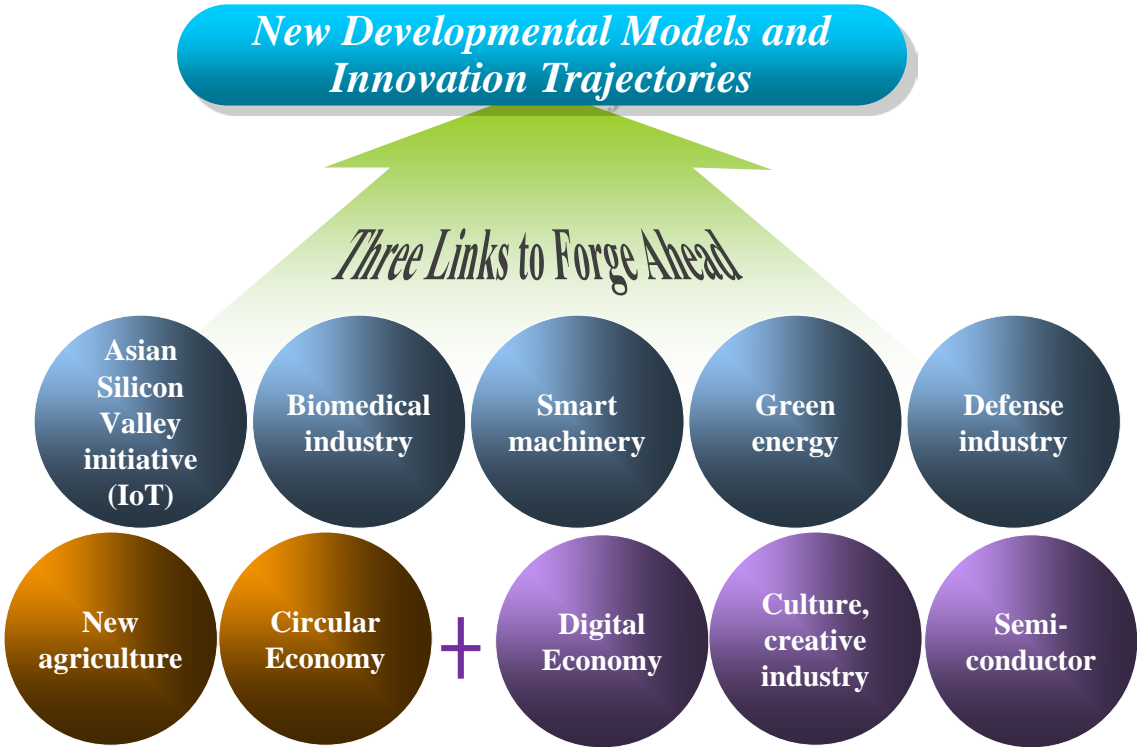 New Developmental Models and
Innovation Trajectories
Three Links to Forge Ahead
Asian
Silicon
Valley
initiative
(IoT)
Biomedical
industry
Smart
machinery
Green
energy
Defense
industry
New
agriculture
Circular
Economy
+
Digital
Economy
Culture,
creative
industry
Semi-
conductor